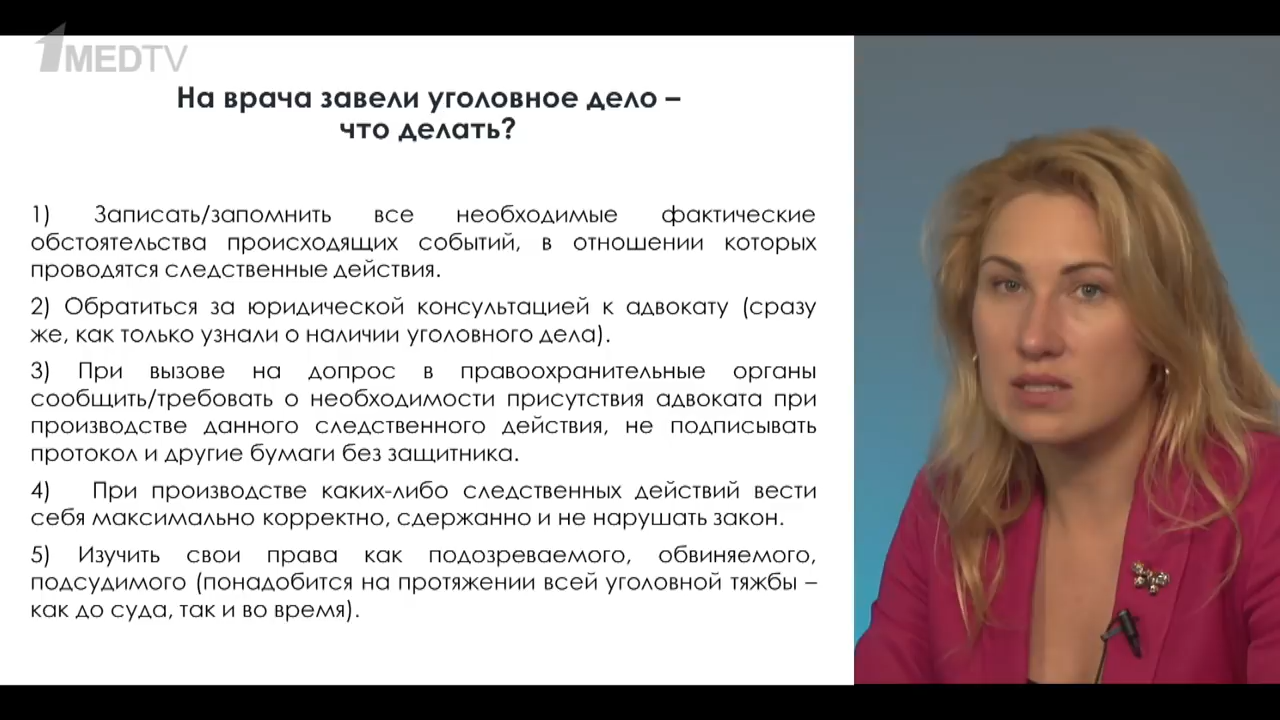 1MEDTV
На врача завели уголовное дело –
что делать?
1) Записать/запомнить все необходимые фактические
обстоятельства происходящих событий, в отношении которых
проводятся следственные действия.
2) Обратиться за юридической консультацией к адвокату (сразу
же, как только узнали о наличии уголовного дела).
3) При вызове на допрос в правоохранительные органы
сообщить/требовать о необходимости присутствия адвоката при
производстве данного следственного действия, не подписывать
протокол и другие бумаги без защитника.
4) При производстве каких-либо следственных действий вести
себя максимально корректно, сдержанно и не нарушать закон.
5) Изучить свои права как подозреваемого, обвиняемого,
подсудимого (понадобится на протяжении всей уголовной тяжбы –
как до суда, так и во время).